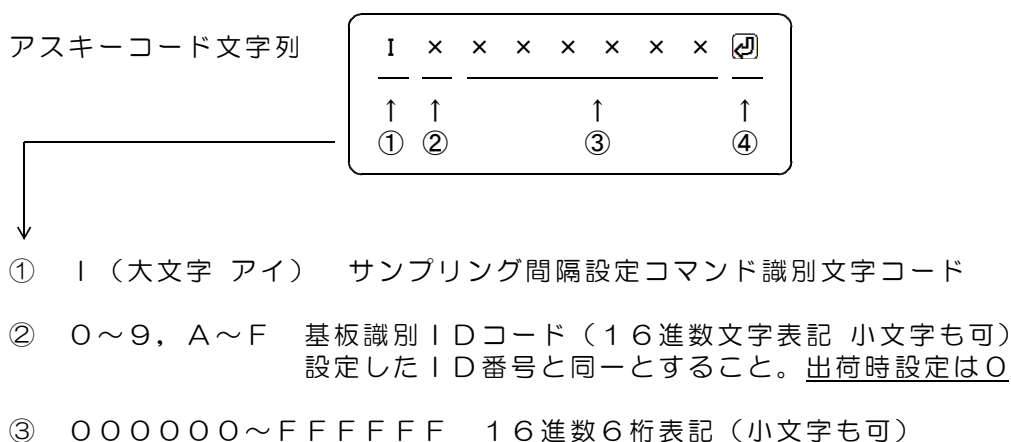 アスキーコード文字列
I × × × × × × × ⏎
↑ ↑ ↑ ↑
① ② ③ ④
① I（大文字 アイ） サンプリング間隔設定コマンド識別文字コード
② 0～9，A～F 基板識別IDコード（16進数文字表記 小文字も可）
設定したID番号と同一とすること。出荷時設定は0
③ 000000～FFFFFF 16進数6桁表記（小文字も可）